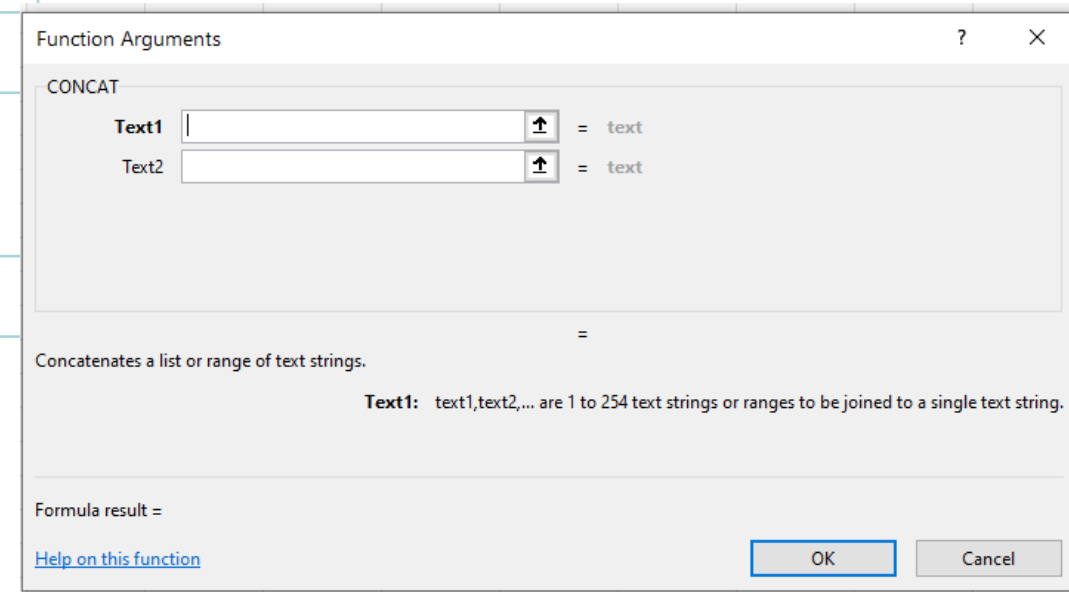 Function Arguments ? ×
CONCAT
Text1 = text
Text2 = text
=
Concatenates a list or range of text strings.
Text1: text1,text2,... are 1 to 254 text strings or ranges to be joined to a single text string.
Formula result =
Help on this function OK Cancel